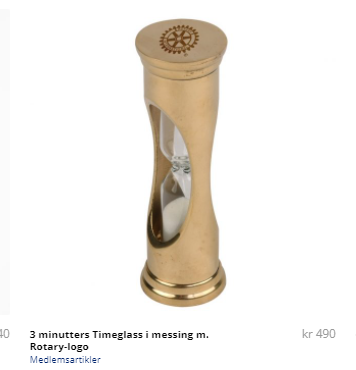 40
3 minutters Timeglass i messing m.
Rotary-logo
kr 490
Medlemsartikler